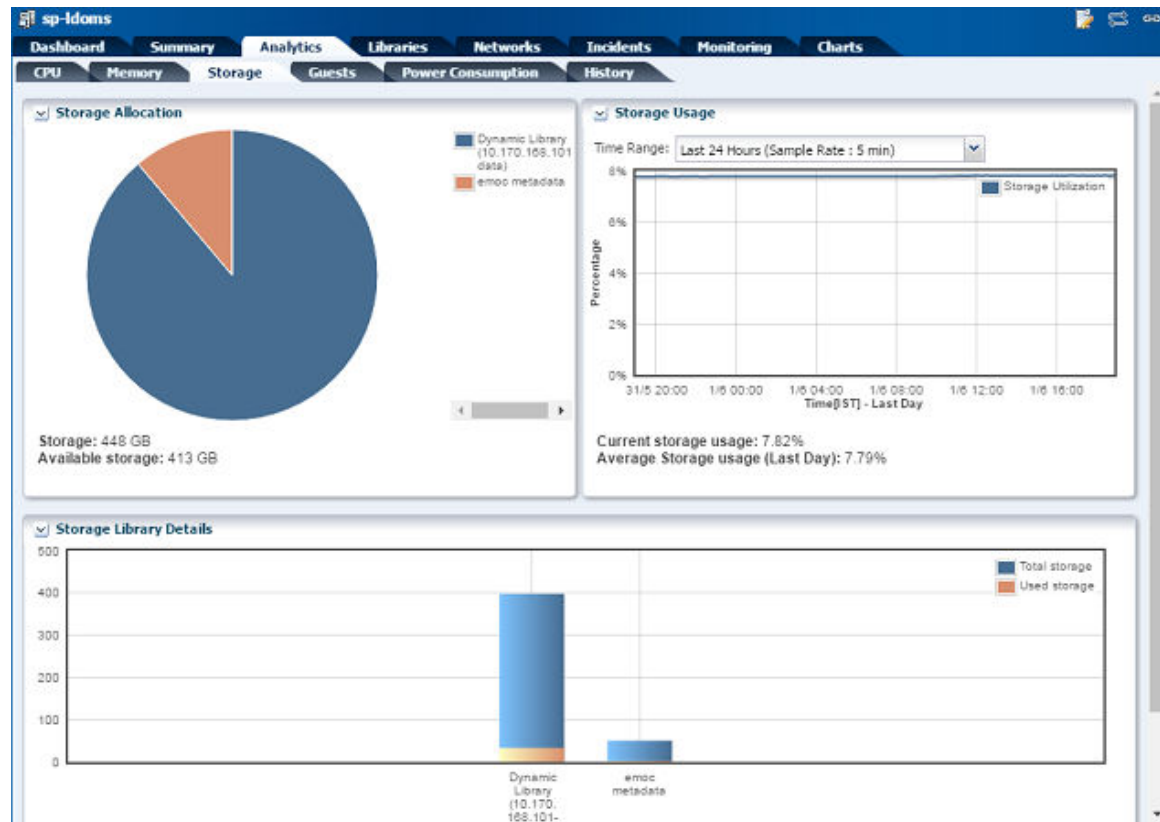 sp-ldoms
Dashboard Summary Analytics Libraries Networks Incidents Monitoring Charts
CPU Memory Storage Guests Power Consumption History
Storage Allocation
Dynamic Library
(10.170.168.101
data)
emoc metadata
Storage: 448 GB
Available storage: 413 GB
Storage Usage
Time Range: Last 24 Hours (Sample Rate : 5 min)
8%
6%
4%
2%
0%
Percentage
Storage Utilization
31/5 20:00 1/6 00:00 1/6 04:00 1/6 08:00 1/6 12:00 1/6 16:00
Time[IST] - Last Day
Current storage usage: 7.82%
Average Storage usage (Last Day): 7.79%
Storage Library Details
500
400
300
200
100
0
Total storage
Used storage
Dynamic
Library
(10.170.
168.101-
emoc
metadata